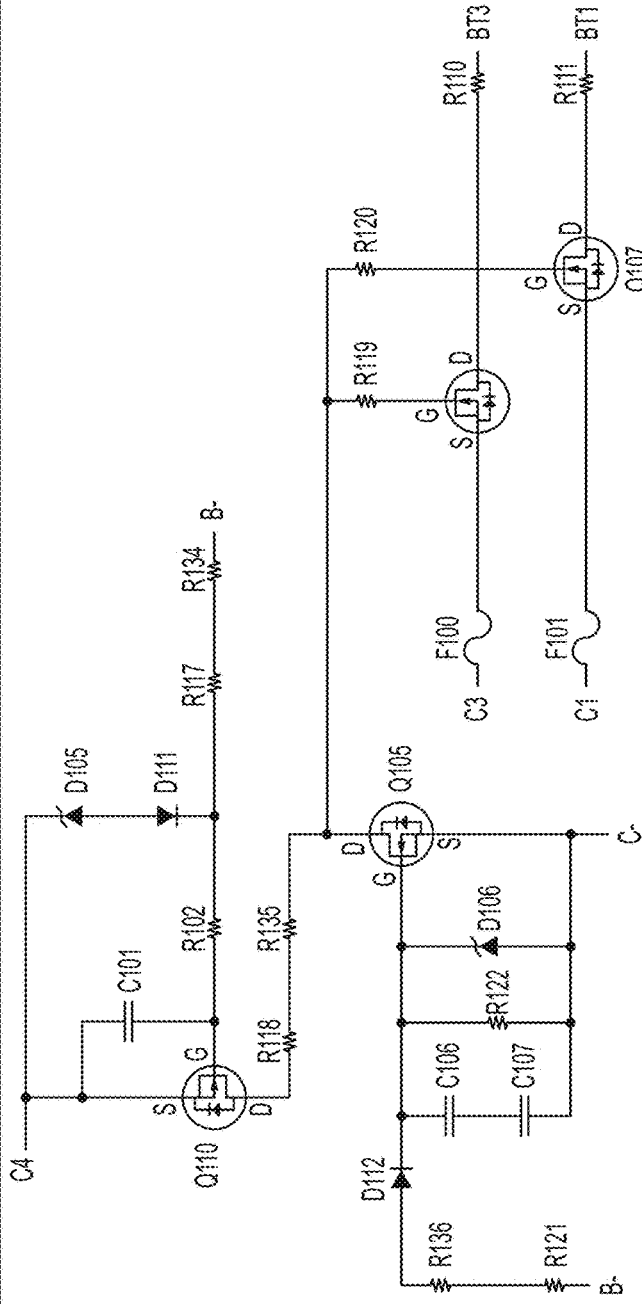 C4
S
G
D
Q110
C101
R102
D105
D111
R117
R134
B-
R118
R135
D
G
S
Q105
R119
R120
G
S
D
G
S
D
Q107
R110
BT3
R111
BT1
F100
C3
F101
C1
D112
R136
R121
B-
C106
C107
R122
D106
C-